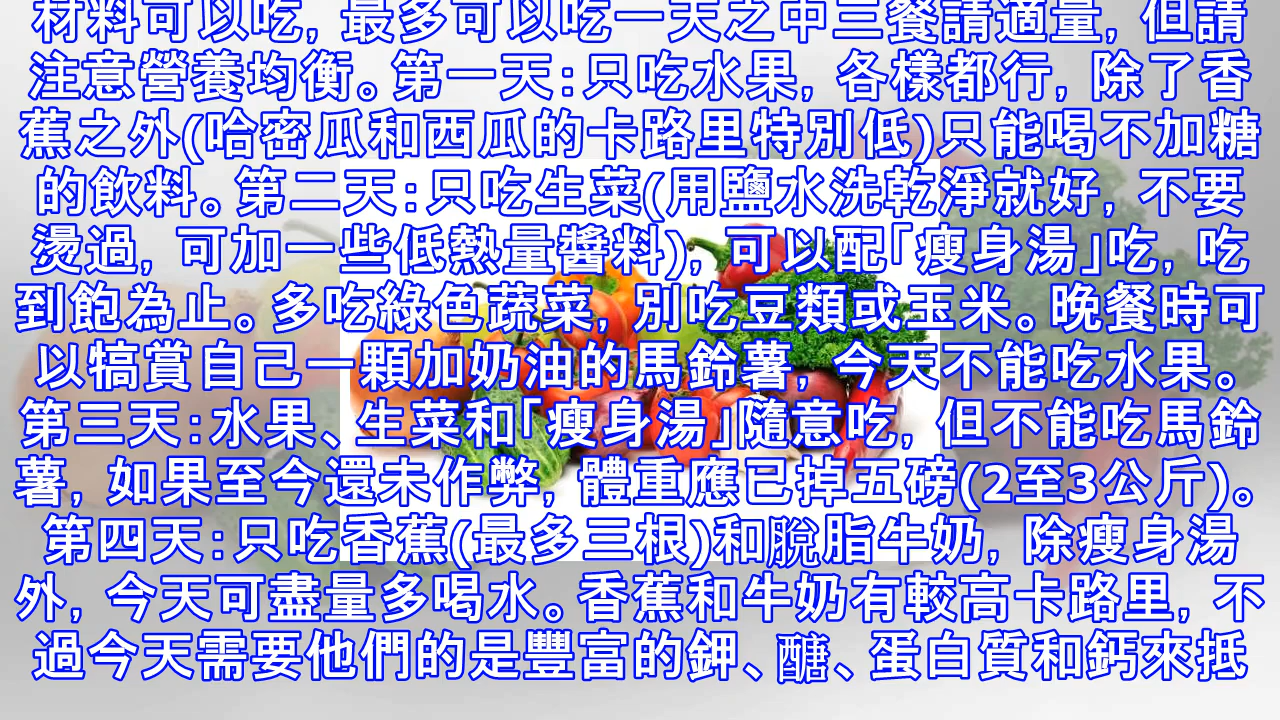 材料可以吃, 最多可以吃一天之中三餐請適量, 但請
注意營養均衡。第一天:只吃水果, 各樣都行, 除了香
蕉之外(哈密瓜和西瓜的卡路里特別低)只能喝不加糖
的飲料。第二天:只吃生菜(用鹽水洗乾淨就好, 不要
燙過, 可加一些低熱量醬料), 可以配「瘦身湯」吃, 吃
到飽為止。多吃綠色蔬菜, 別吃豆類或玉米。晚餐時可
以犒賞自己一顆加奶油的馬鈴薯, 今天不能吃水果。
第三天:水果、生菜和「瘦身湯」隨意吃, 但不能吃馬鈴
薯, 如果至今還未作弊, 體重應已掉五磅(2至3公斤)。
第四天:只吃香蕉(最多三根)和脫脂牛奶, 除瘦身湯
外, 今天可盡量多喝水。香蕉和牛奶有較高卡路里, 不
過今天需要他們的是豐富的鉀、醣、蛋白質和鈣來抵